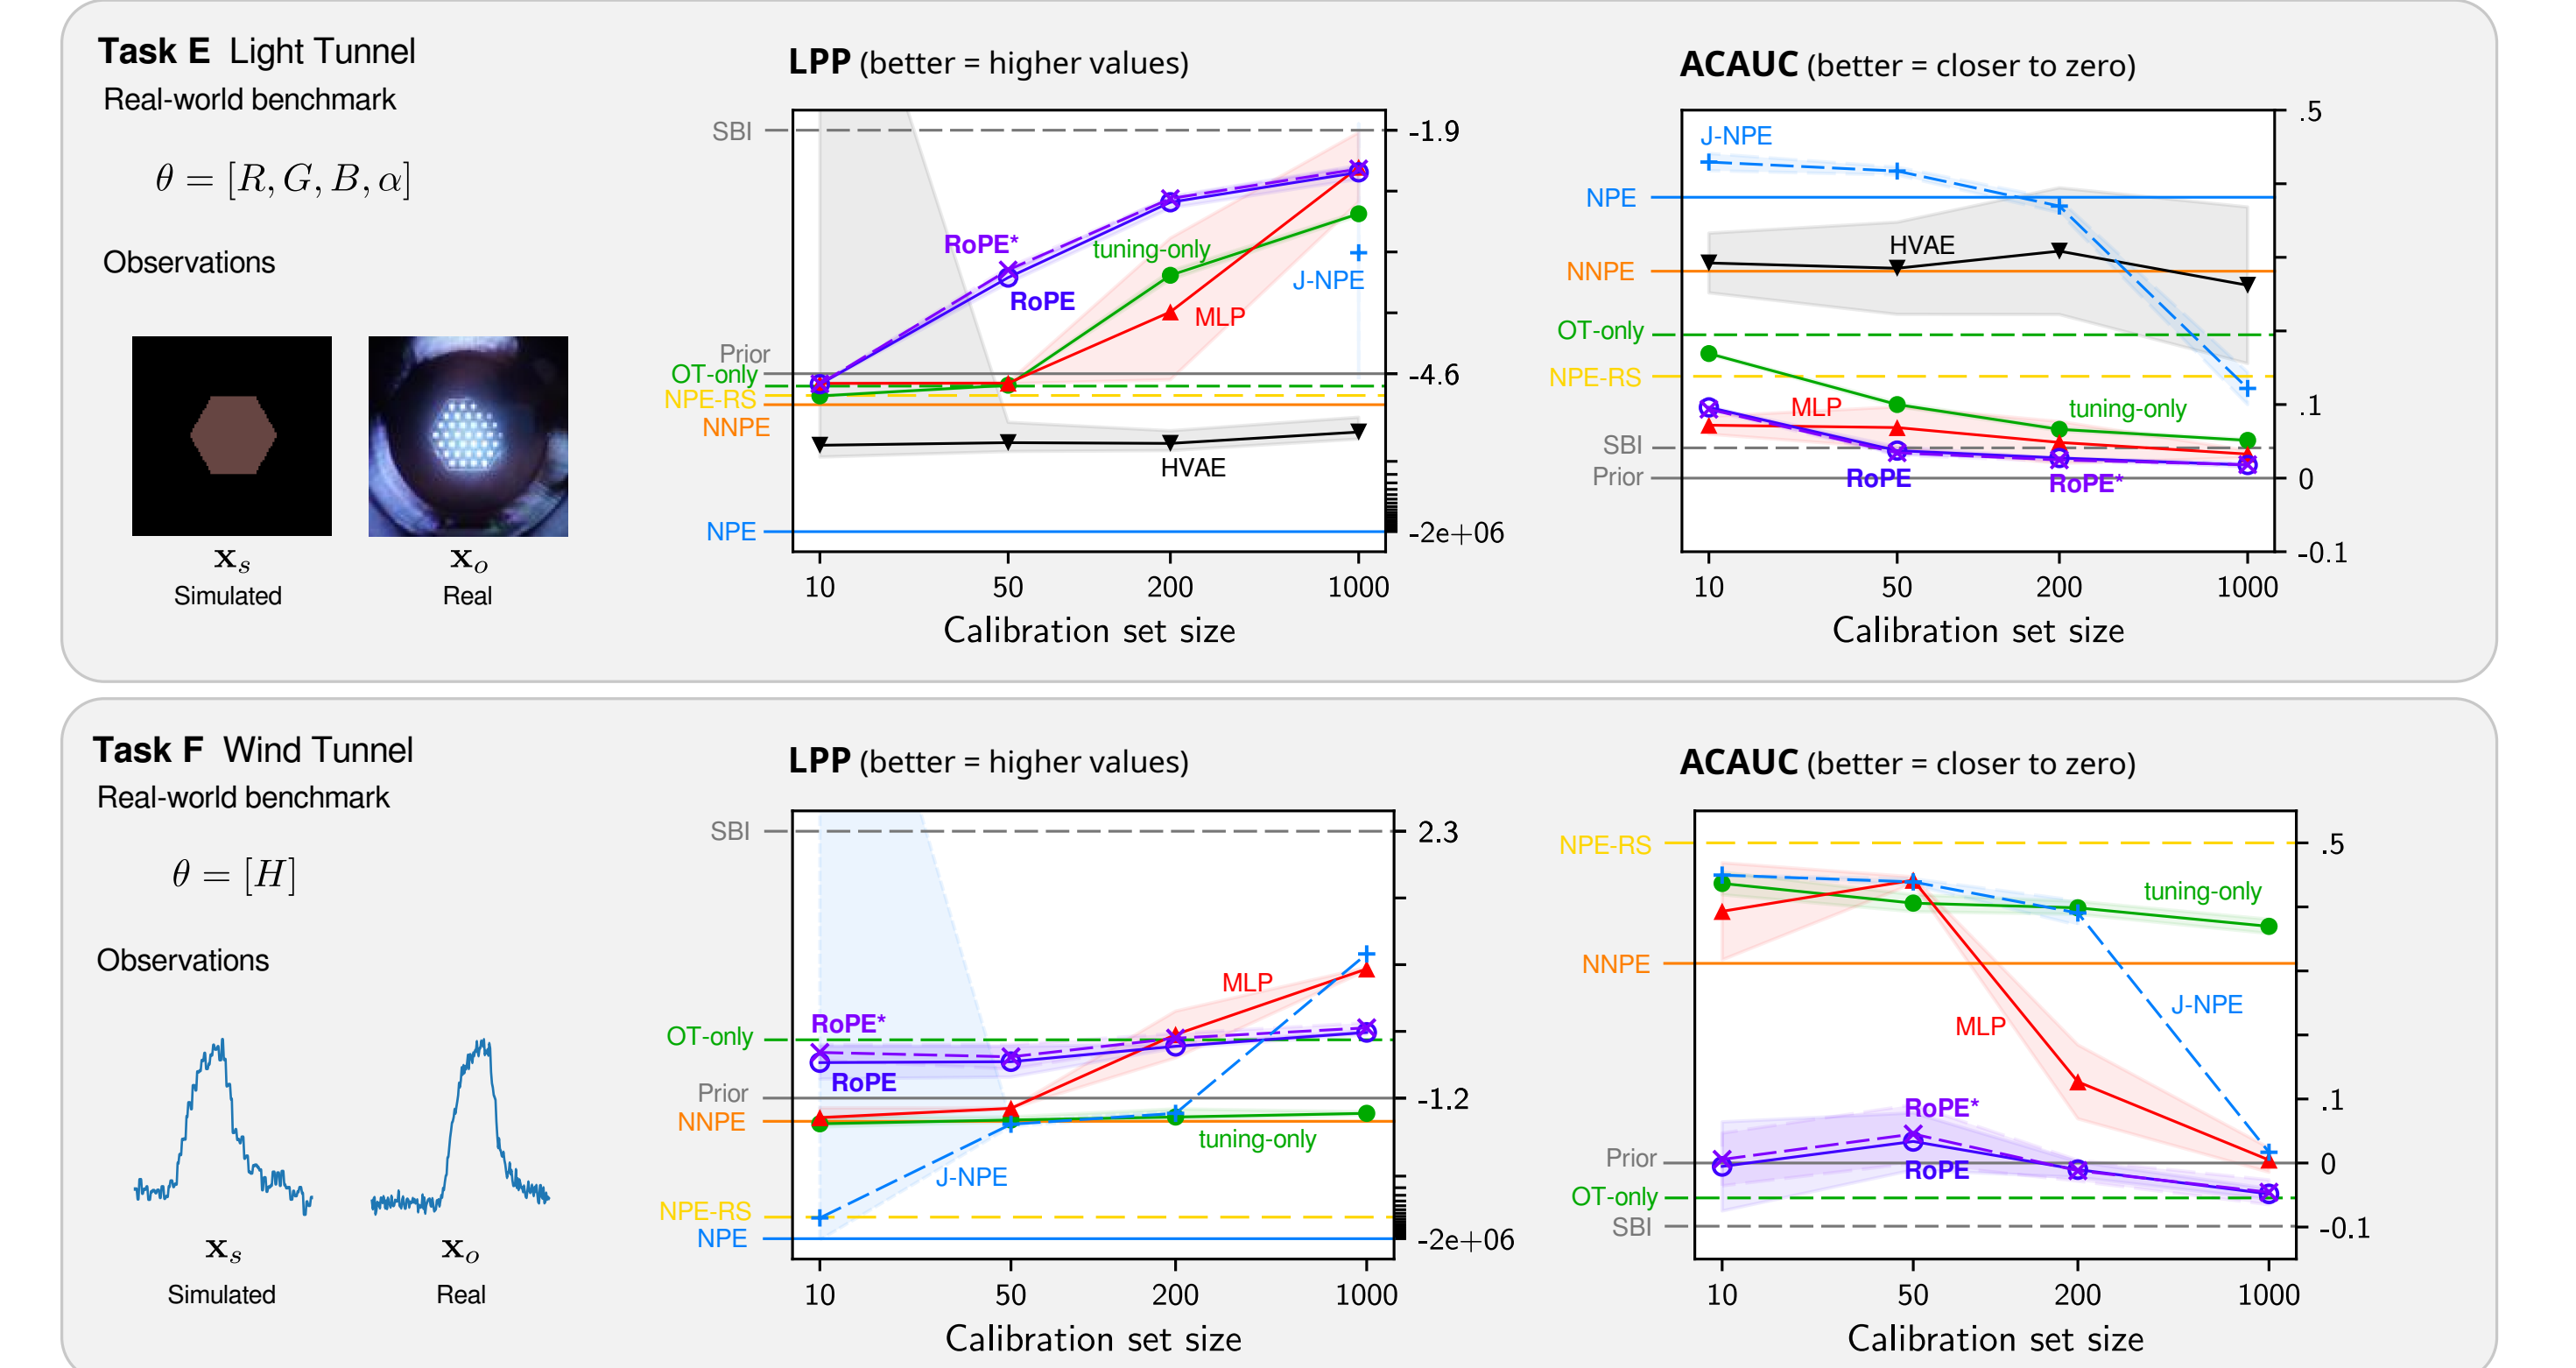 Task E Light Tunnel
Real-world benchmark
θ = [R, G, B, α]
Observations
x_s
Simulated
x_o
Real
LPP (better = higher values)
SBI
Prior
OT-only
NPE-RS
NNPE
NPE
RoPE*
RoPE
tuning-only
MLP
J-NPE
HVAE
-1.9
-4.6
-2e+06
10 50 200 1000
Calibration set size
ACAUC (better = closer to zero)
J-NPE
NPE
HVAE
NNPE
OT-only
NPE-RS
MLP
tuning-only
SBI
Prior
RoPE
RoPE*
.5
.1
0
-0.1
10 50 200 1000
Calibration set size
Task F Wind Tunnel
Real-world benchmark
θ = [H]
Observations
x_s
Simulated
x_o
Real
LPP (better = higher values)
SBI
OT-only
Prior
NNPE
NPE-RS
NPE
RoPE*
RoPE
MLP
tuning-only
J-NPE
2.3
-1.2
-2e+06
10 50 200 1000
Calibration set size
ACAUC (better = closer to zero)
NPE-RS
NNPE
Prior
OT-only
SBI
tuning-only
J-NPE
MLP
RoPE*
RoPE
.5
.1
0
-0.1
10 50 200 1000
Calibration set size